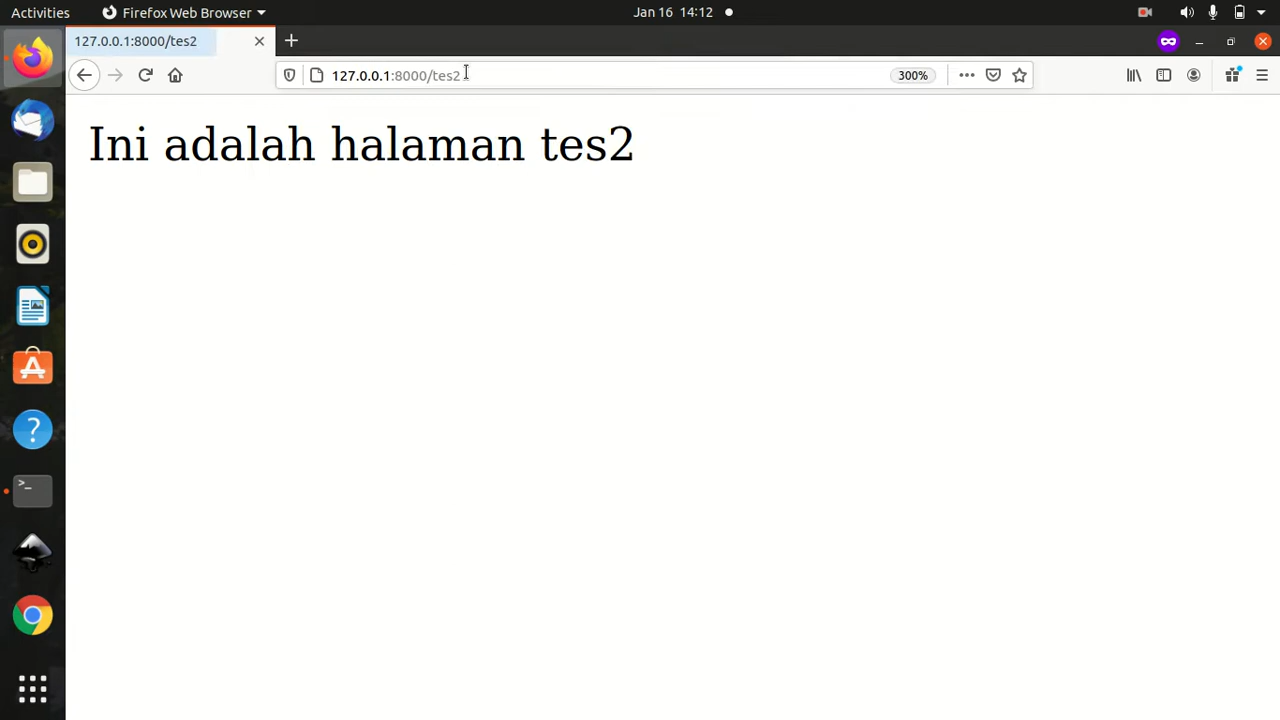 Activities
Firefox Web Browser
Jan 16 14:12
127.0.0.1:8000/tes2
127.0.0.1:8000/tes2
300%
Ini adalah halaman tes2